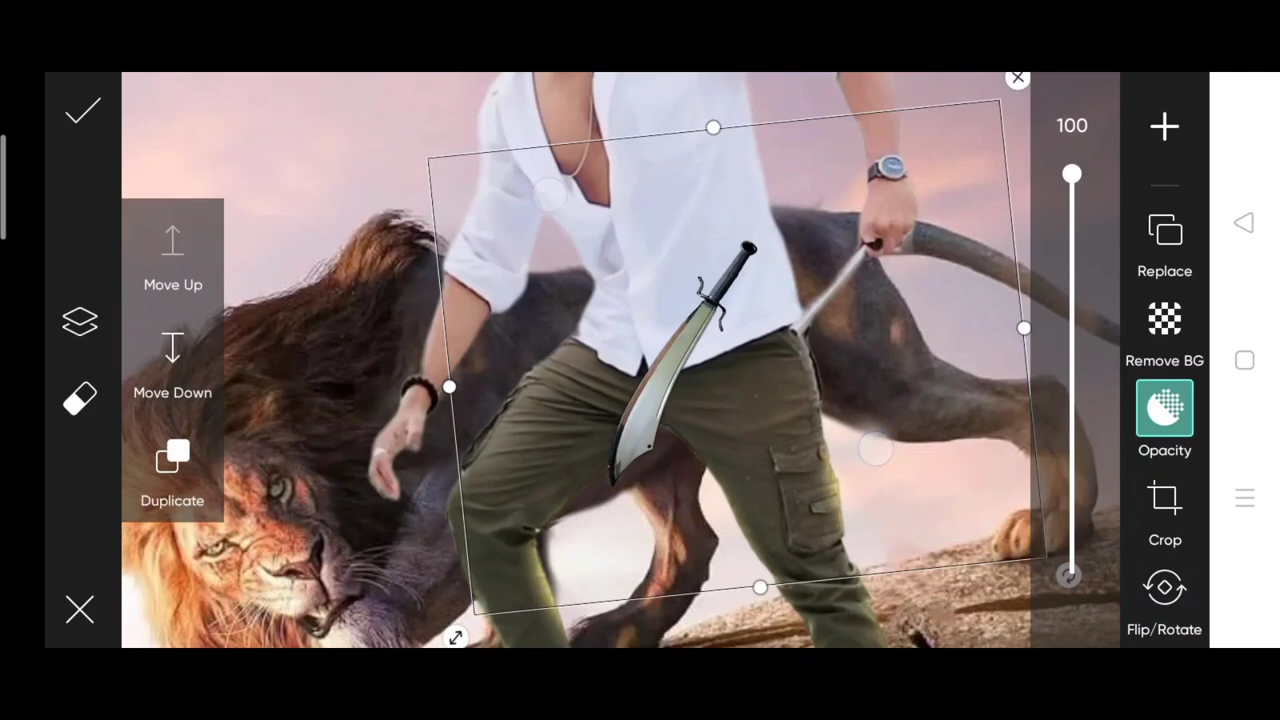 100
Move Up
Replace
Remove BG
Move Down
Opacity
Duplicate
Crop
Flip/Rotate